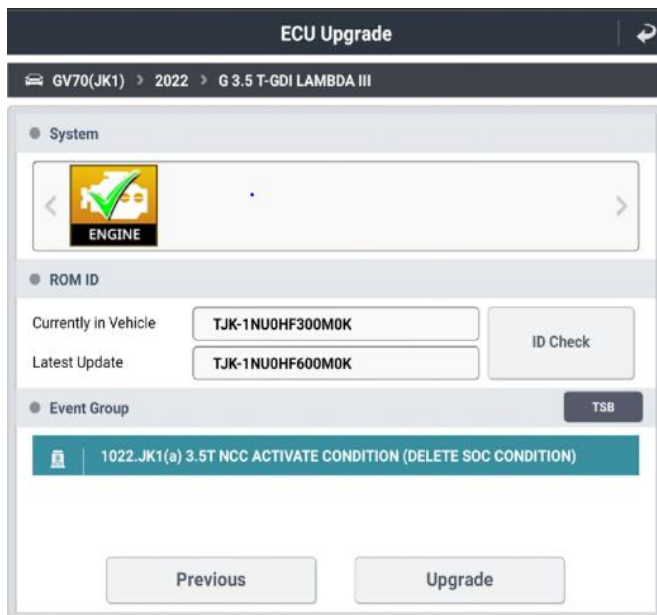 ECU Upgrade
GV70(JK1) > 2022 > G 3.5 T-GDI LAMBDA III
System
ENGINE
ROM ID
Currently in Vehicle TJK-1NU0HF300M0K
ID Check
Latest Update TJK-1NU0HF600M0K
Event Group TSB
1022.JK1(a) 3.5T NCC ACTIVATE CONDITION (DELETE SOC CONDITION)
Previous Upgrade